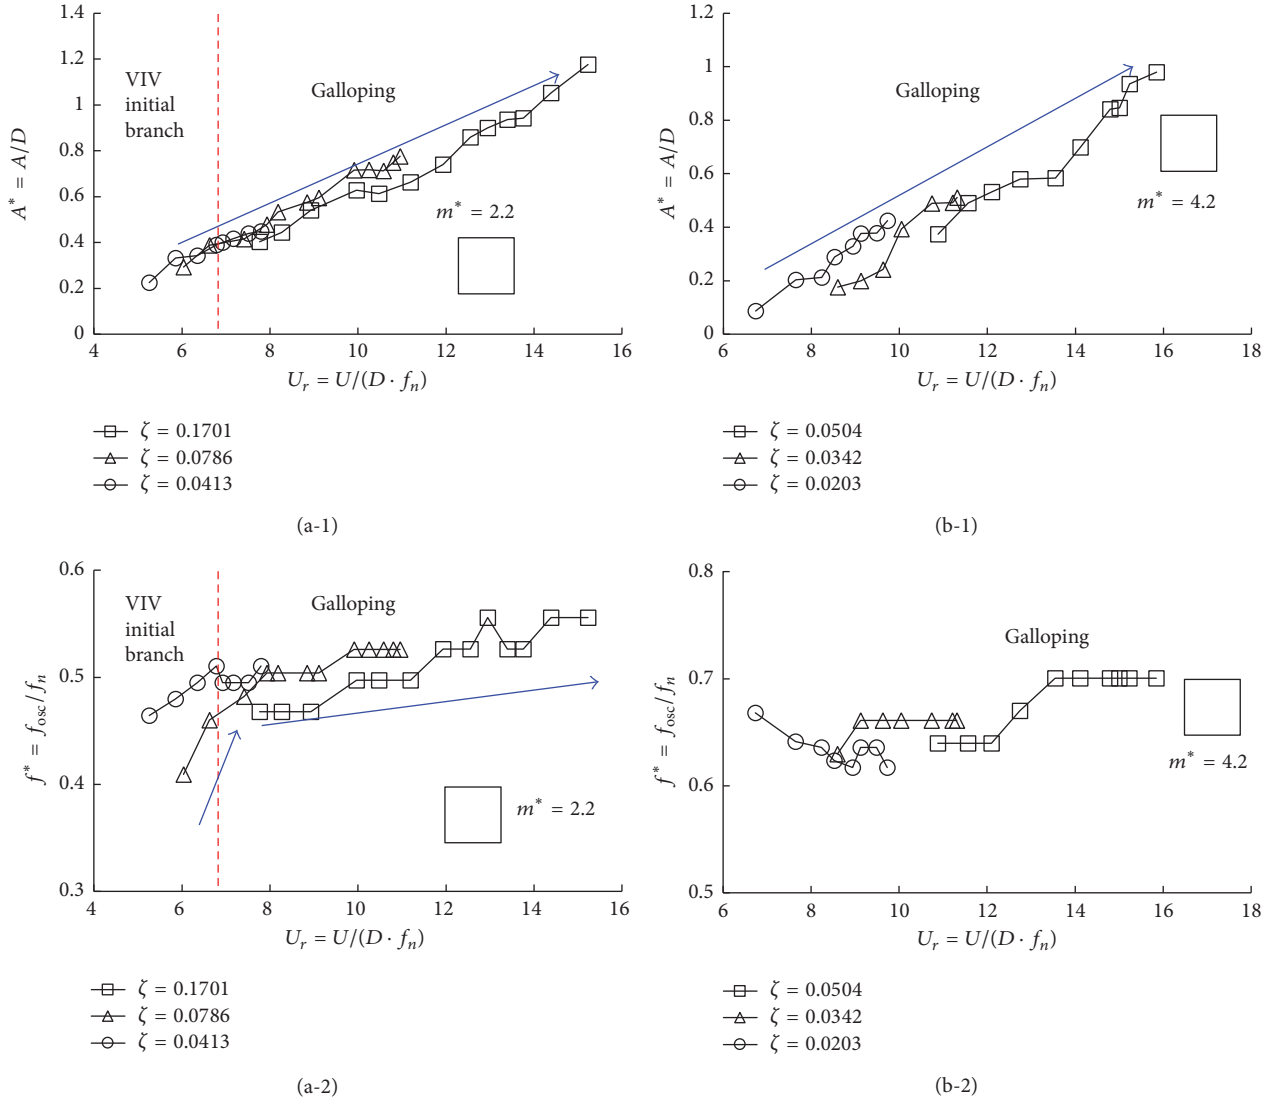 1.4
1.2
1
0.8
0.6
0.4
0.2
0
A* = A/D
VIV
initial
branch
Galloping
m* = 2.2
4 6 8 10 12 14 16
U_r = U/(D · f_n)
ζ = 0.1701
ζ = 0.0786
ζ = 0.0413
(a-1)
1.2
1
0.8
0.6
0.4
0.2
0
A* = A/D
Galloping
m* = 4.2
6 8 10 12 14 16 18
U_r = U/(D · f_n)
ζ = 0.0504
ζ = 0.0342
ζ = 0.0203
(b-1)
0.6
0.5
0.4
0.3
f* = f_osc/f_n
VIV
initial
branch
Galloping
m* = 2.2
4 6 8 10 12 14 16
U_r = U/(D · f_n)
ζ = 0.1701
ζ = 0.0786
ζ = 0.0413
(a-2)
0.8
0.7
0.6
0.5
f* = f_osc/f_n
Galloping
m* = 4.2
6 8 10 12 14 16 18
U_r = U/(D · f_n)
ζ = 0.0504
ζ = 0.0342
ζ = 0.0203
(b-2)